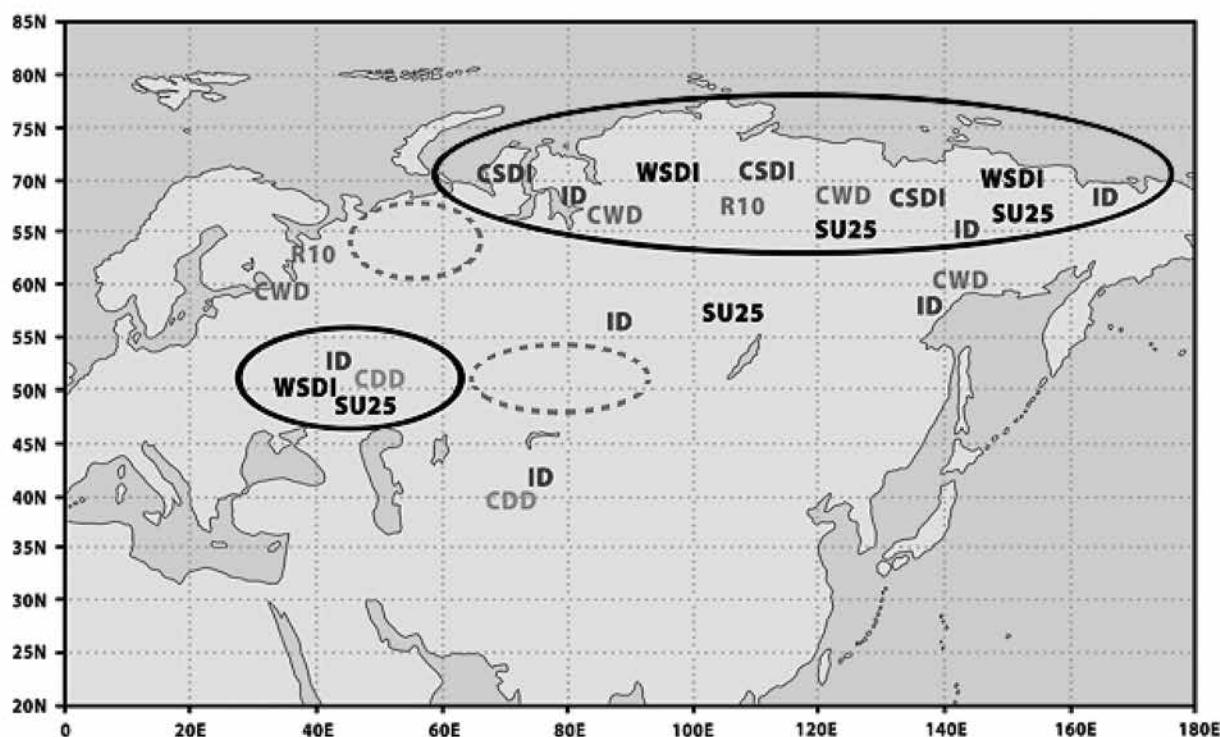 85N
80N
75N
CSDI WSDI CSDI WSDI
70N
ID R10 CWD CSDI ID
CWD SU25
65N SU25 ID
R10
60N CWD CWD
ID
ID SU25
55N
ID
WSDI CDD
50N
SU25
45N
ID
40N CDD
35N
30N
25N
20N
0 20E 40E 60E 80E 100E 120E 140E 160E 180E